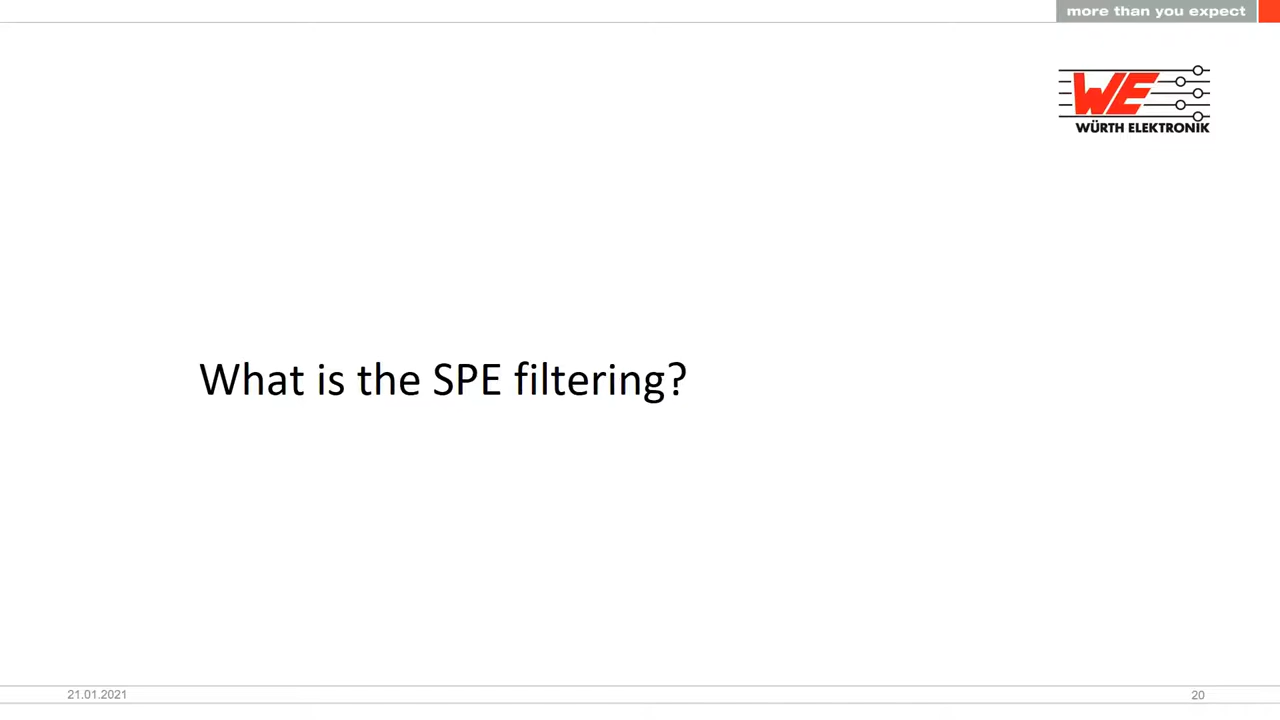 more than you expect
WE
WÜRTH ELEKTRONIK
What is the SPE filtering?
21.01.2021
20